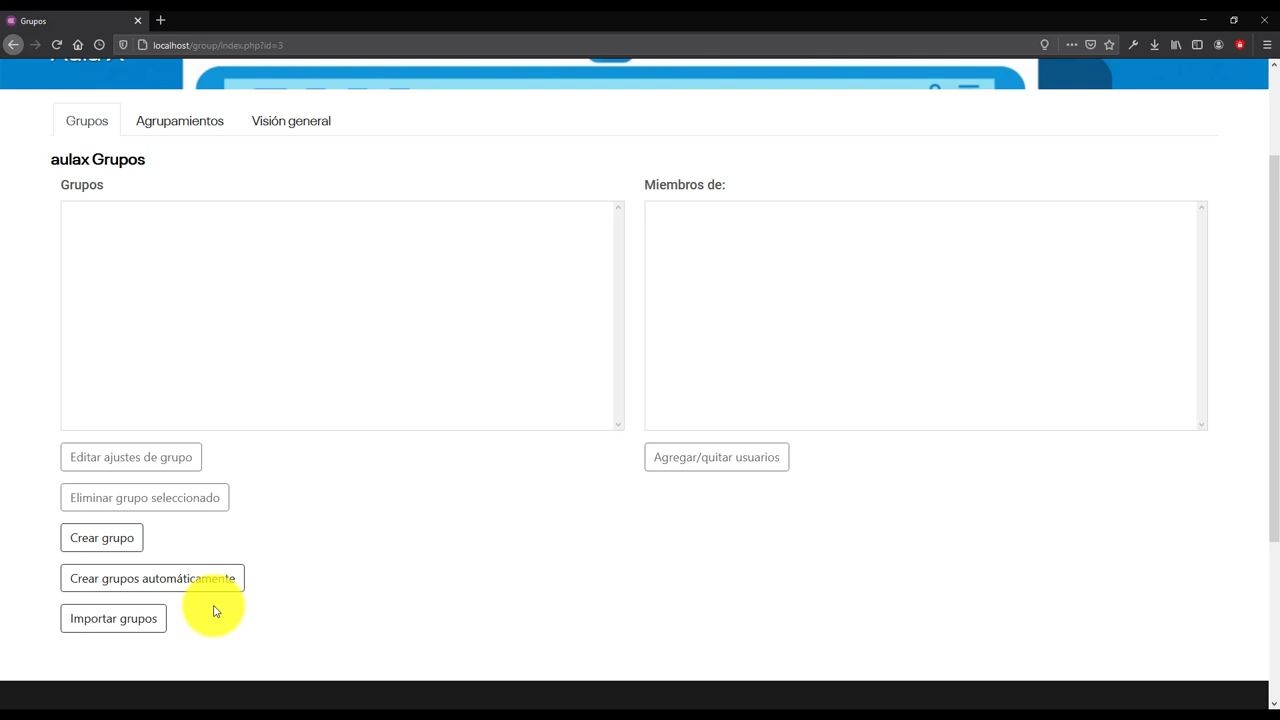 Grupos
localhost/group/index.php?id=3
Grupos
Agrupamientos
Visión general
aulax Grupos
Grupos
Miembros de:
Editar ajustes de grupo
Agregar/quitar usuarios
Eliminar grupo seleccionado
Crear grupo
Crear grupos automáticamente
Importar grupos